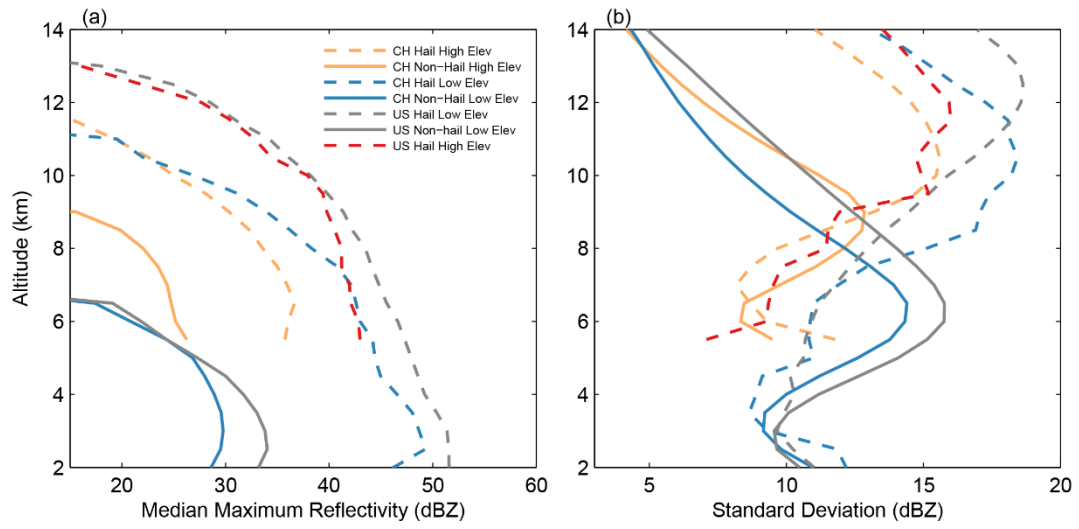 (a)
(b)
14
12
10
8
6
4
2
Altitude (km)
CH Hail High Elev
CH Non-Hail High Elev
CH Hail Low Elev
CH Non-Hail Low Elev
US Hail Low Elev
US Non-hail Low Elev
US Hail High Elev
20 30 40 50 60
Median Maximum Reflectivity (dBZ)
14
12
10
8
6
4
2
5 10 15 20
Standard Deviation (dBZ)